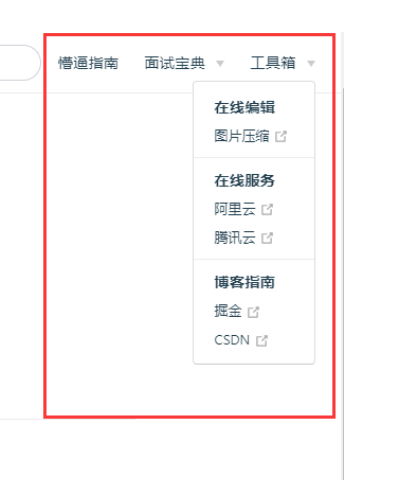 懵逼指南 面试宝典 工具箱
在线编辑
图片压缩
在线服务
阿里云
腾讯云
博客指南
掘金
CSDN